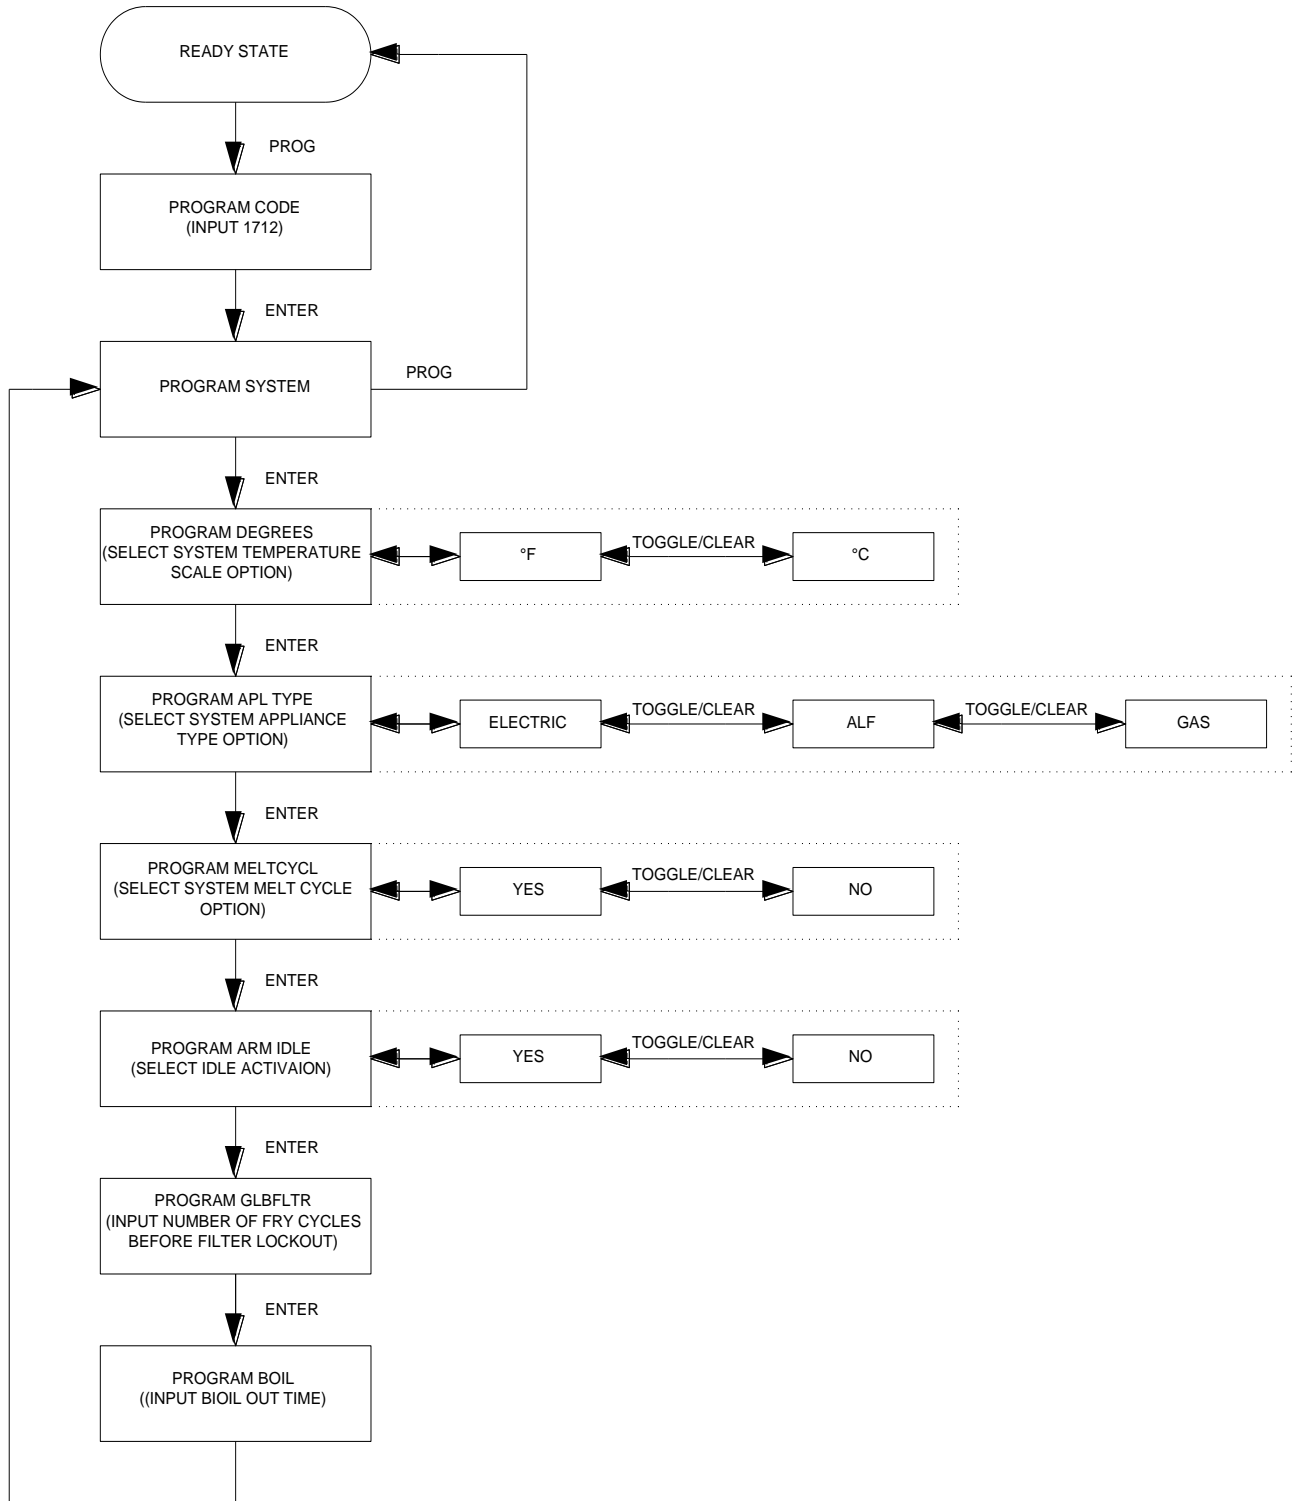 READY STATE
PROG
PROGRAM CODE
(INPUT 1712)
ENTER
PROGRAM SYSTEM
PROG
ENTER
PROGRAM DEGREES
(SELECT SYSTEM TEMPERATURE
SCALE OPTION)
°F
TOGGLE/CLEAR
°C
ENTER
PROGRAM APL TYPE
(SELECT SYSTEM APPLIANCE
TYPE OPTION)
ELECTRIC
TOGGLE/CLEAR
ALF
TOGGLE/CLEAR
GAS
ENTER
PROGRAM MELTCYCL
(SELECT SYSTEM MELT CYCLE
OPTION)
YES
TOGGLE/CLEAR
NO
ENTER
PROGRAM ARM IDLE
(SELECT IDLE ACTIVAION)
YES
TOGGLE/CLEAR
NO
ENTER
PROGRAM GLBFLTR
(INPUT NUMBER OF FRY CYCLES
BEFORE FILTER LOCKOUT)
ENTER
PROGRAM BOIL
((INPUT BIOIL OUT TIME)